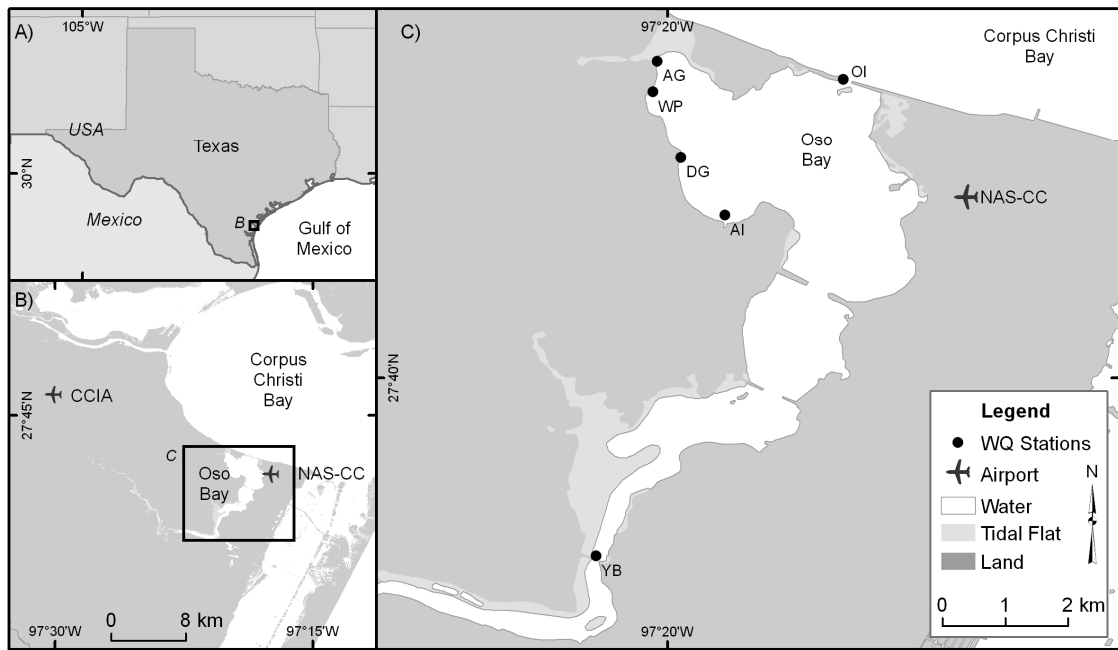 A)
105°W
USA
Texas
30°N
Mexico
B
Gulf of
Mexico
B)
Corpus
Christi
Bay
CCIA
27°45'N
C
Oso
Bay
NAS-CC
0 8 km
97°30'W
97°15'W
C)
97°20'W
Corpus Christi
Bay
AG
OI
WP
Oso
Bay
DG
NAS-CC
AI
27°40'N
YB
97°20'W
Legend
WQ Stations
Airport
N
Water
Tidal Flat
Land
0 1 2 km